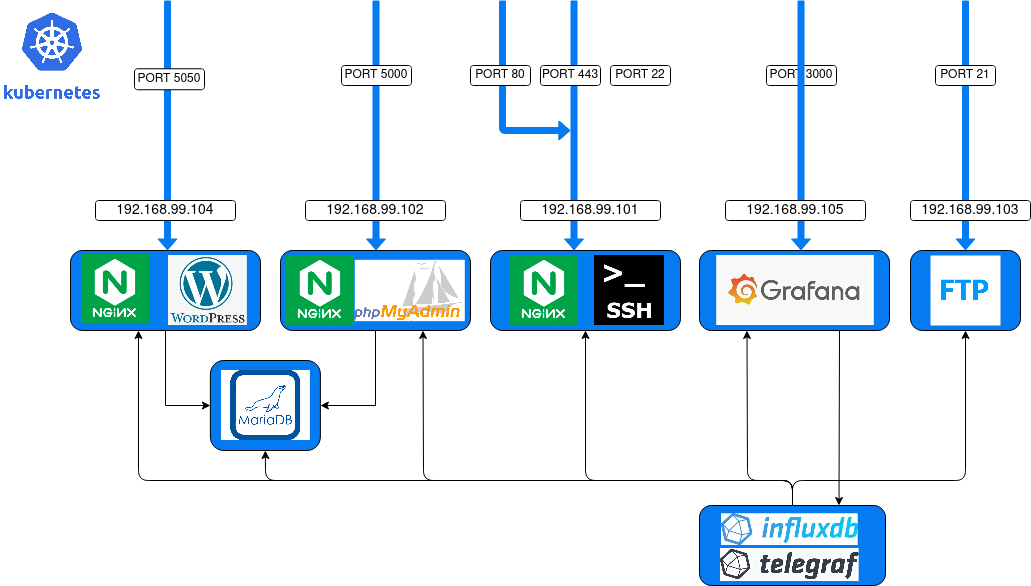 kubernetes
PORT 5050
PORT 5000
PORT 80
PORT 443
PORT 22
PORT 3000
PORT 21
192.168.99.104
192.168.99.102
192.168.99.101
192.168.99.105
192.168.99.103
NGiNX
WORDPRESS
NGiNX
phpMyAdmin
NGiNX
>_
SSH
Grafana
FTP
MariaDB
influxdb
telegraf